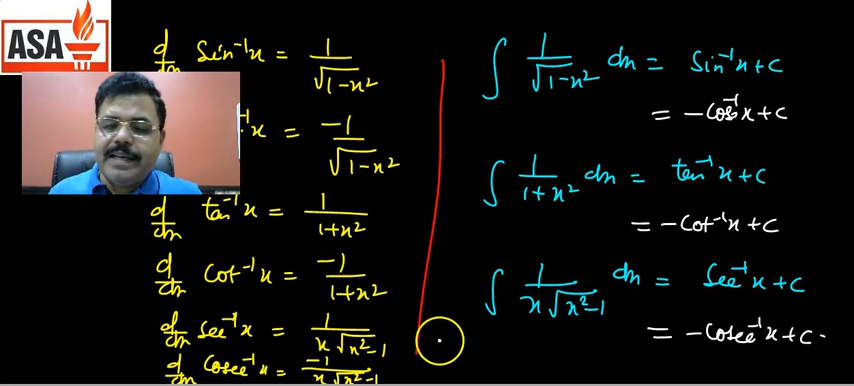 ASA
d/dx Sin⁻¹x = 1/√(1-x²)
⁻¹x = -1/√(1-x²)
d/dx tan⁻¹x = 1/(1+x²)
d/dx Cot⁻¹x = -1/(1+x²)
d/dx Sec⁻¹x = 1/(x√(x²-1))
d/dx Cosec⁻¹x = -1/(x√(x²-1))
∫ 1/√(1-x²) dx = Sin⁻¹x + C
= -Cos⁻¹x + C
∫ 1/(1+x²) dx = tan⁻¹x + C
= -Cot⁻¹x + C
∫ 1/(x√(x²-1)) dx = Sec⁻¹x + C
= -Cosec⁻¹x + C.